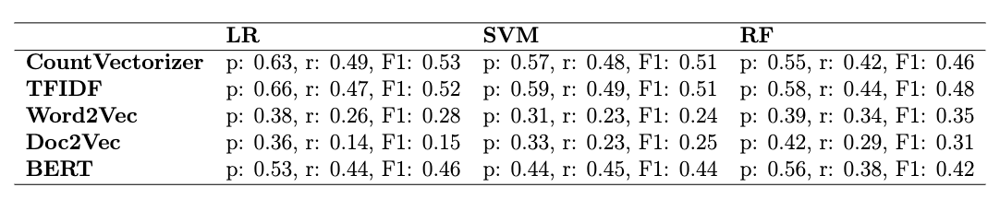 LR SVM RF
CountVectorizer p: 0.63, r: 0.49, F1: 0.53 p: 0.57, r: 0.48, F1: 0.51 p: 0.55, r: 0.42, F1: 0.46
TFIDF p: 0.66, r: 0.47, F1: 0.52 p: 0.59, r: 0.49, F1: 0.51 p: 0.58, r: 0.44, F1: 0.48
Word2Vec p: 0.38, r: 0.26, F1: 0.28 p: 0.31, r: 0.23, F1: 0.24 p: 0.39, r: 0.34, F1: 0.35
Doc2Vec p: 0.36, r: 0.14, F1: 0.15 p: 0.33, r: 0.23, F1: 0.25 p: 0.42, r: 0.29, F1: 0.31
BERT p: 0.53, r: 0.44, F1: 0.46 p: 0.44, r: 0.45, F1: 0.44 p: 0.56, r: 0.38, F1: 0.42